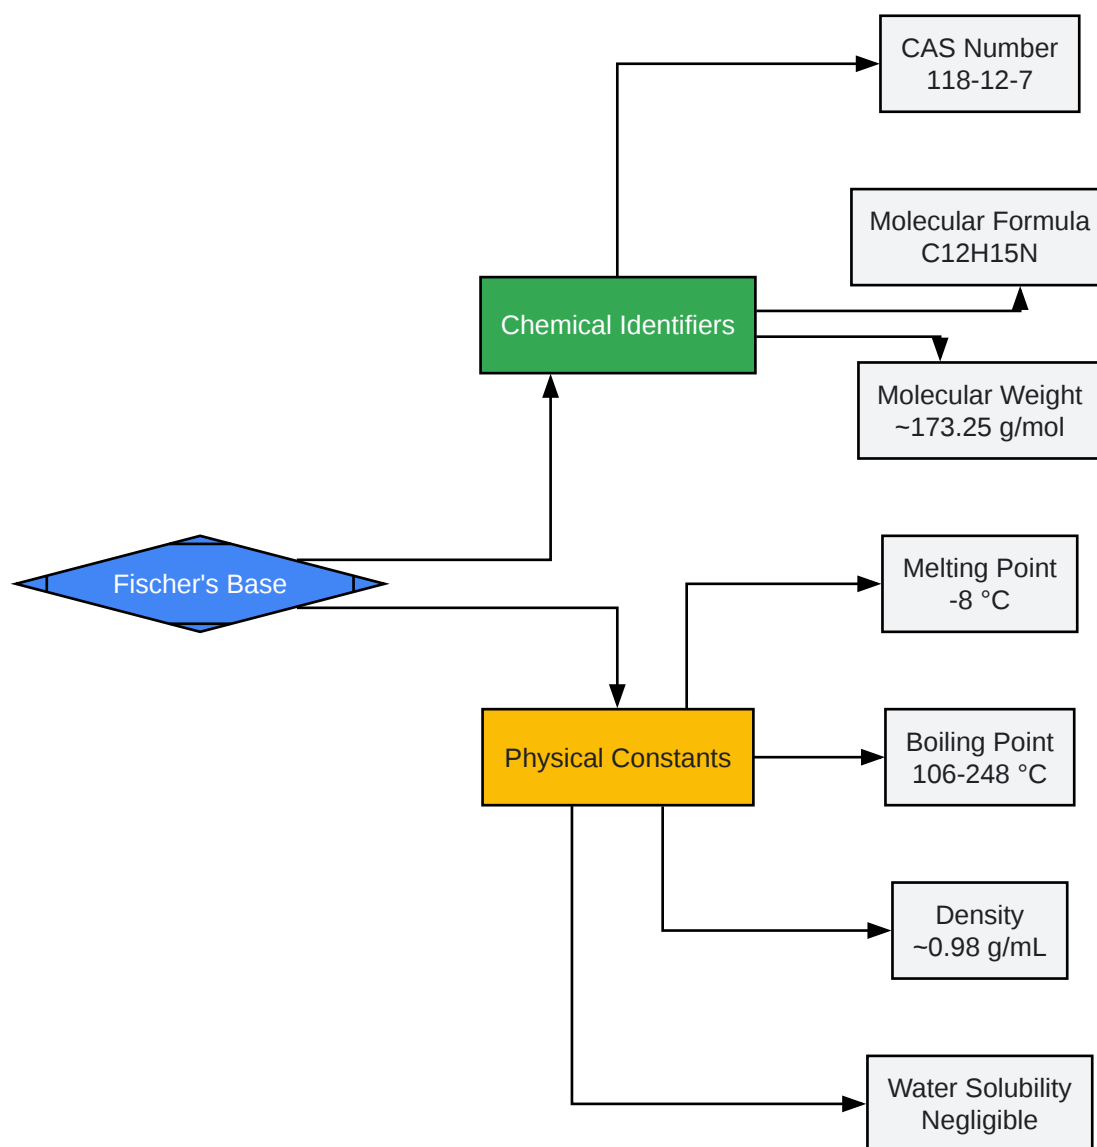 CAS Number
118-12-7
Molecular Formula
C12H15N
Chemical Identifiers
Molecular Weight
~173.25 g/mol
Fischer's Base
Melting Point
-8 °C
Physical Constants
Boiling Point
106-248 °C
Density
~0.98 g/mL
Water Solubility
Negligible